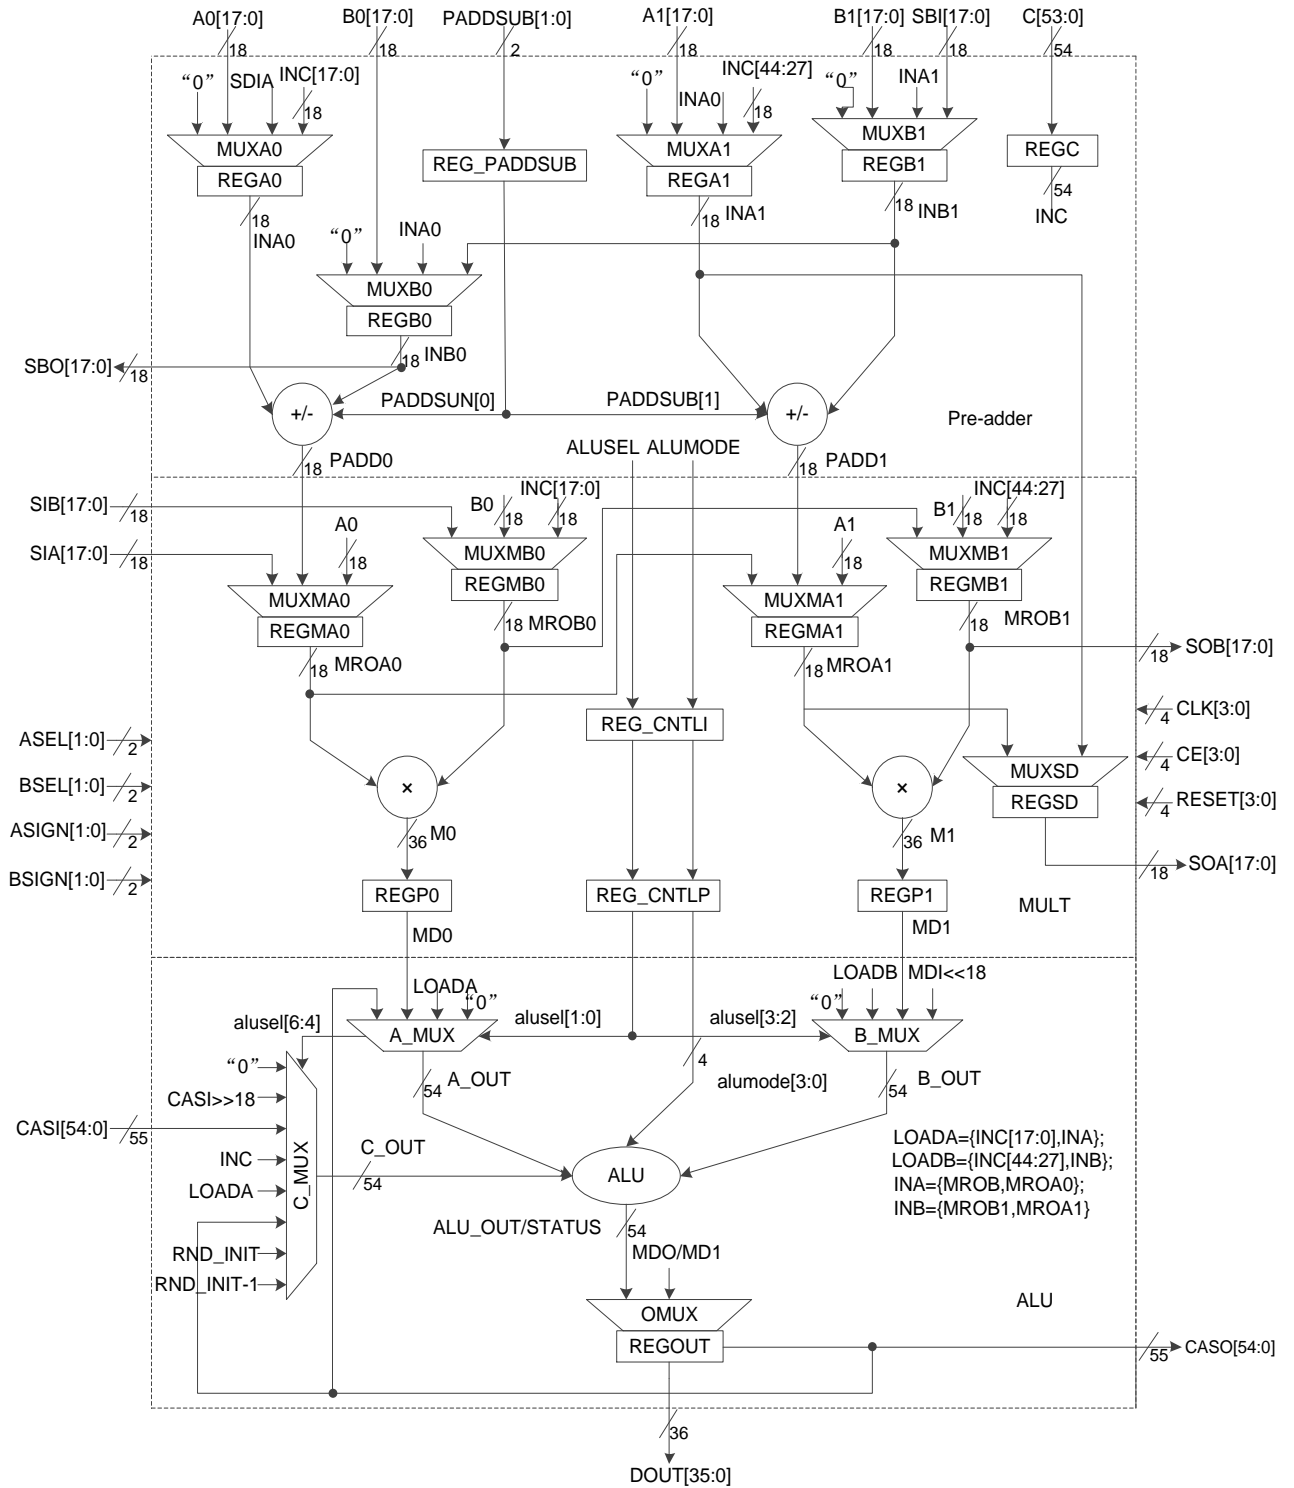 A0[17:0] B0[17:0] PADDSUB[1:0] A1[17:0] B1[17:0] SBI[17:0] C[53:0]
18 18 2 18 18 18 54
“0” SDIA INC[17:0] 18
“0” INA0 INC[44:27] 18
“0” INA1
MUXA0
REGA0
REG_PADDSUB
MUXA1
REGA1
MUXB1
REGB1
REGC
18 INA0
18 INA1
18 INB1
54
INC
“0” INA0
MUXB0
REGB0
18 INB0
SBO[17:0] 18
+/-
PADDSUN[0]
PADDSUB[1]
+/-
Pre-adder
18 PADD0
ALUSEL ALUMODE
18 PADD1
SIB[17:0] 18
B0 18 INC[17:0] 18
B1 18 INC[44:27] 18
SIA[17:0] 18
A0 18
A1 18
MUXMB0
REGMB0
MUXMB1
REGMB1
MUXMA0
REGMA0
MUXMA1
REGMA1
18 MROB0
18 MROB1
18 MROA0
18 MROA1
18 SOB[17:0]
REG_CNTLI
4 CLK[3:0]
ASEL[1:0] 2
4 CE[3:0]
BSEL[1:0] 2
×
×
MUXSD
REGSD
4 RESET[3:0]
ASIGN[1:0] 2
36 M0
36 M1
BSIGN[1:0] 2
18 SOA[17:0]
REGP0
REG_CNTLP
REGP1
MULT
MD0
MD1
LOADA “0”
“0” LOADB MDI<<18
alusel[6:4]
A_MUX
alusel[1:0]
alusel[3:2]
B_MUX
“0”
54 A_OUT
4
alumode[3:0]
54 B_OUT
CASI>>18
CASI[54:0] 55
INC
LOADA
RND_INIT
RND_INIT-1
C_MUX
C_OUT
54
ALU
LOADA={INC[17:0],INA};
LOADB={INC[44:27],INB};
INA={MROB,MROA0};
INB={MROB1,MROA1}
ALU_OUT/STATUS 54
MDO/MD1
OMUX
REGOUT
ALU
55 CASO[54:0]
36
DOUT[35:0]